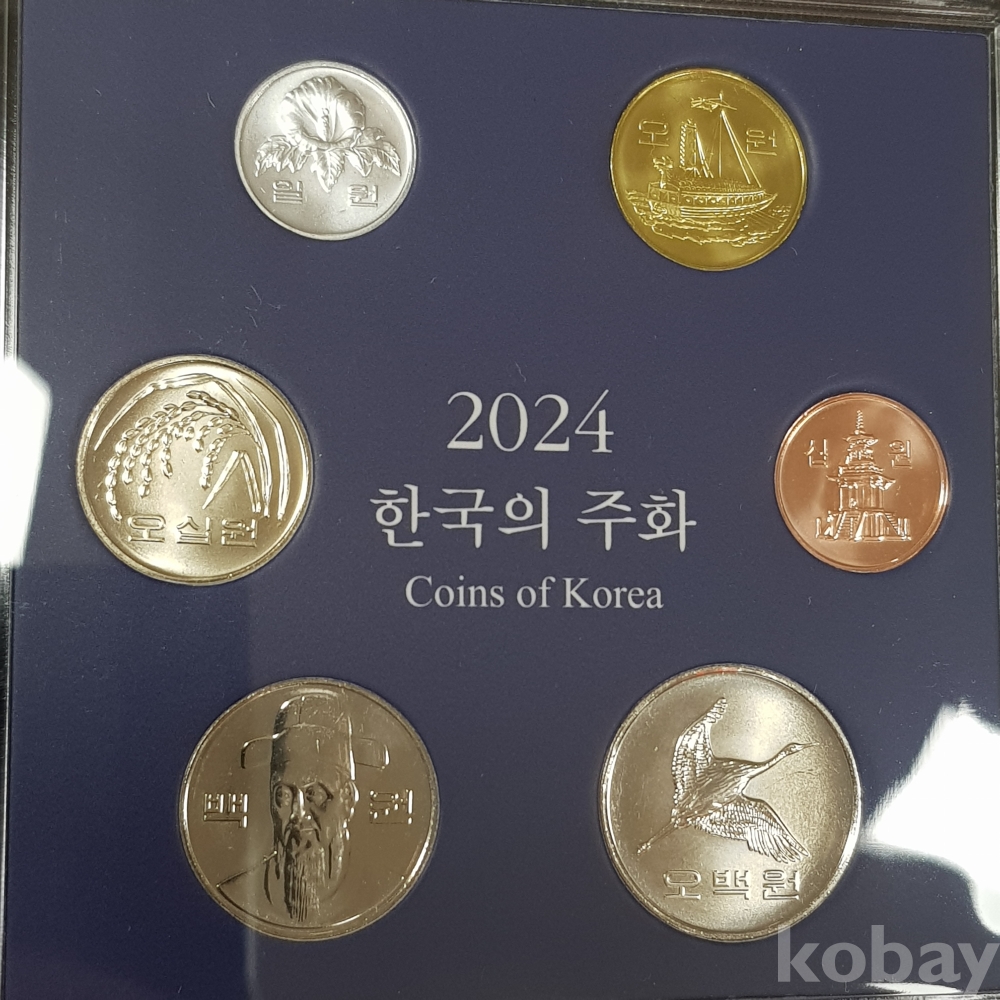 일 원
오 원
2024
한국의 주화
Coins of Korea
오십원
십 원
백 원
오백원
kobay